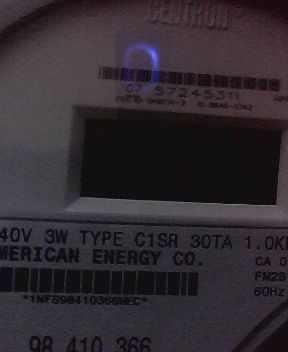 CENTRON
07 57245311
240V 3W TYPE C1SR 30TA 1.0K
MERICAN ENERGY CO.
CA 0
FM2S
60Hz
*1NFS98410366MEC*
98 410 366